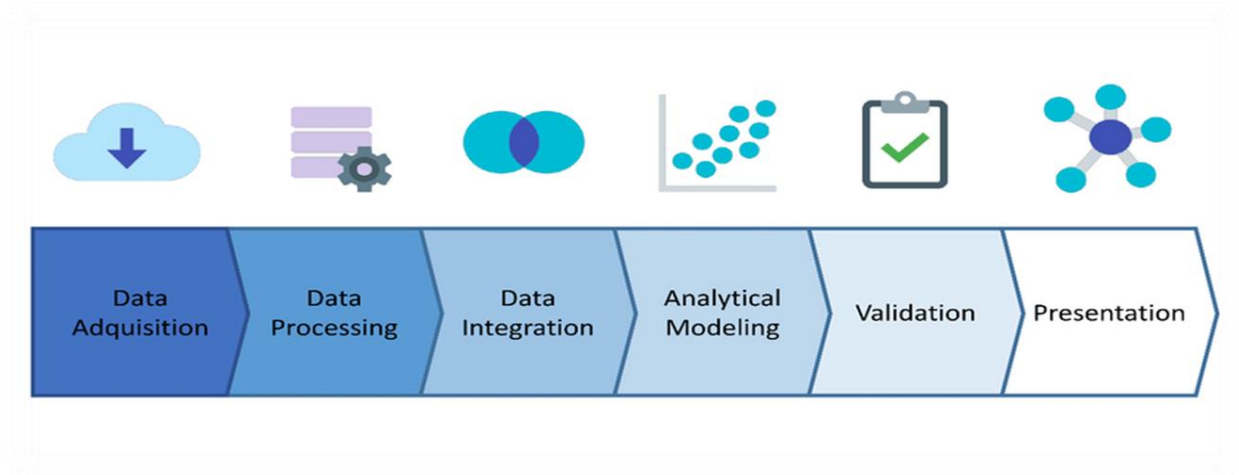 Data
Adquisition
Data
Processing
Data
Integration
Analytical
Modeling
Validation
Presentation